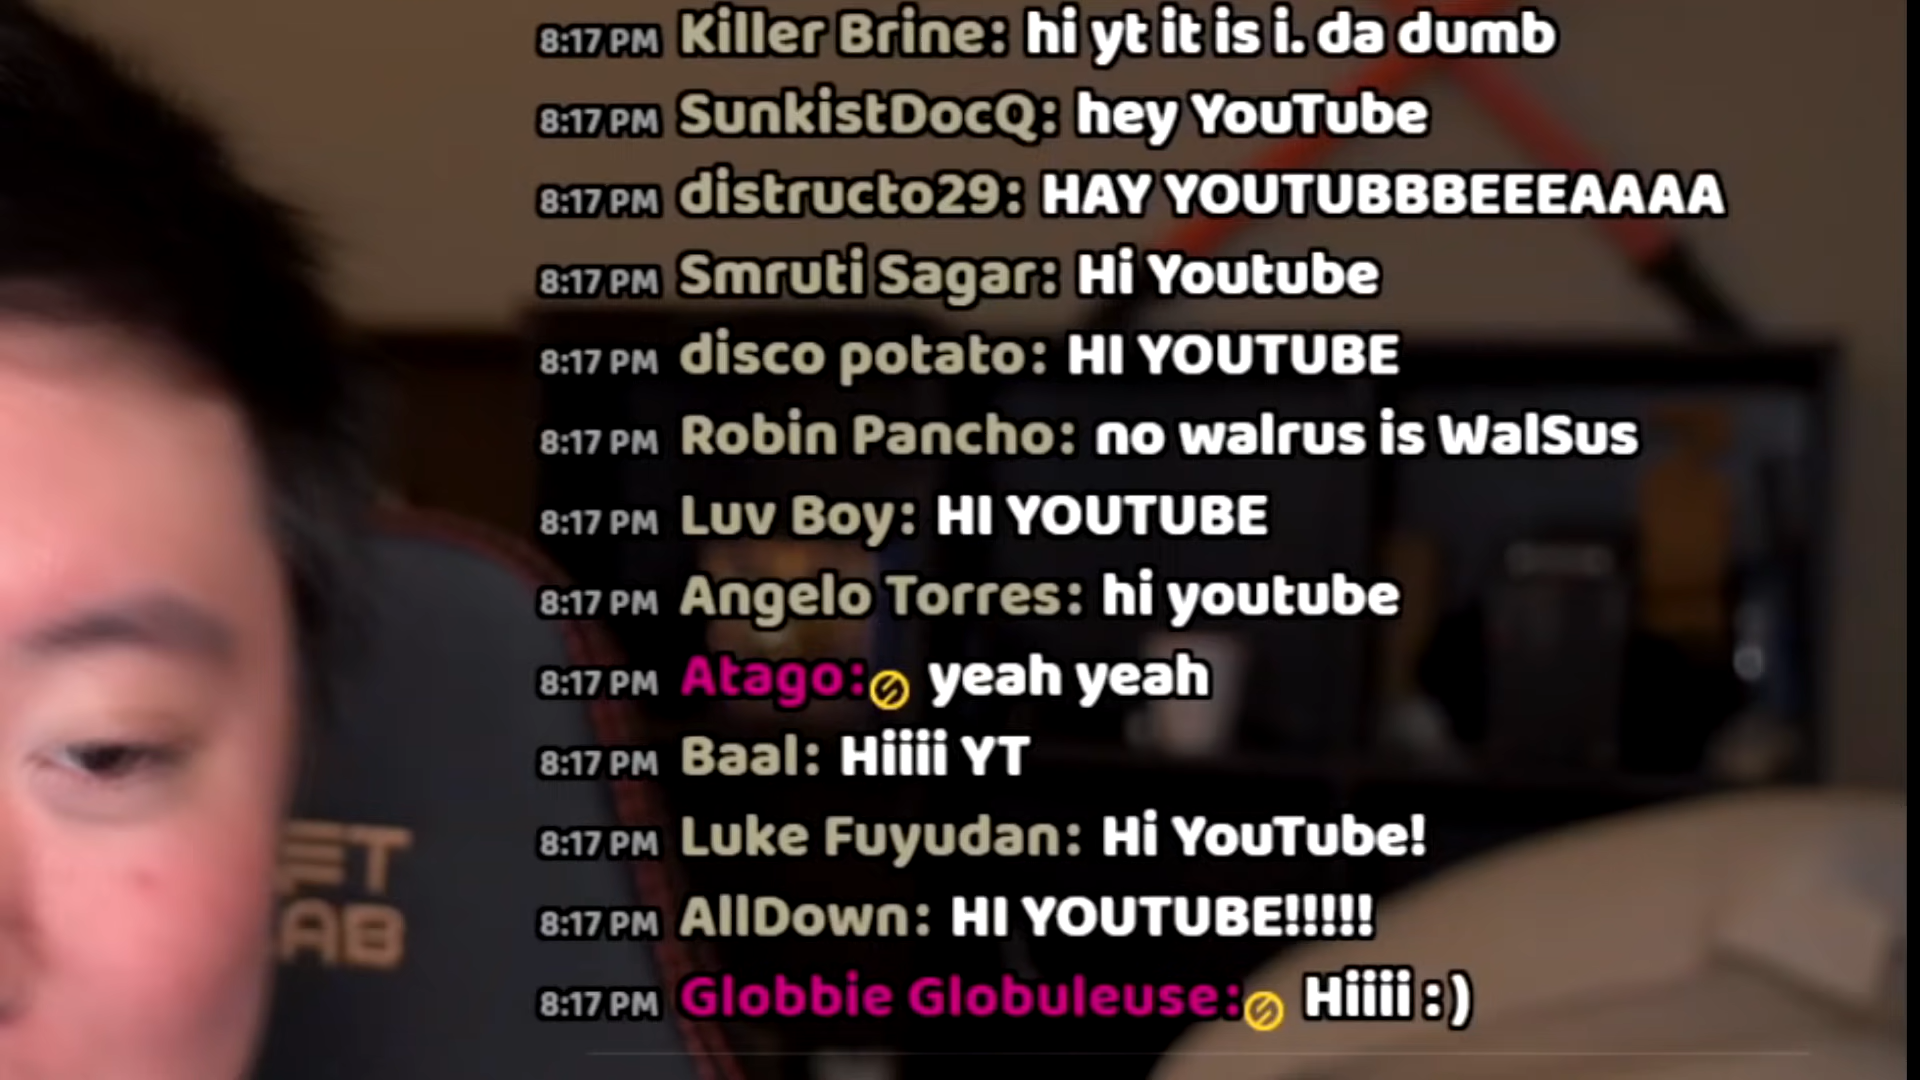 8:17 PM Killer Brine: hi yt it is i. da dumb
8:17 PM SunkistDocQ: hey YouTube
8:17 PM distructo29: HAY YOUTUBBBEEEAAAA
8:17 PM Smruti Sagar: Hi Youtube
8:17 PM disco potato: HI YOUTUBE
8:17 PM Robin Pancho: no walrus is WalSus
8:17 PM Luv Boy: HI YOUTUBE
8:17 PM Angelo Torres: hi youtube
8:17 PM Atago: yeah yeah
8:17 PM Baal: Hiiii YT
8:17 PM Luke Fuyudan: Hi YouTube!
8:17 PM AllDown: HI YOUTUBE!!!!!
8:17 PM Globbie Globuleuse: Hiiii :)
ET
AB